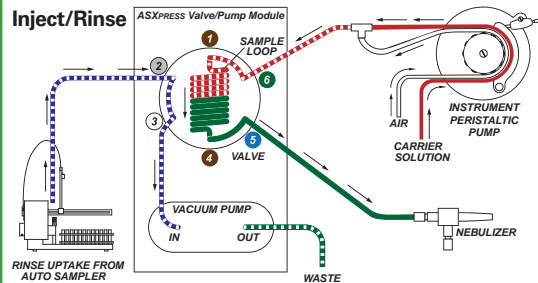 Inject/Rinse
ASXPRESS Valve/Pump Module
1
SAMPLE
LOOP
2
6
3
4
5
VALVE
AIR
CARRIER
SOLUTION
INSTRUMENT
PERISTALTIC
PUMP
VACUUM PUMP
IN
OUT
NEBULIZER
RINSE UPTAKE FROM
AUTO SAMPLER
WASTE